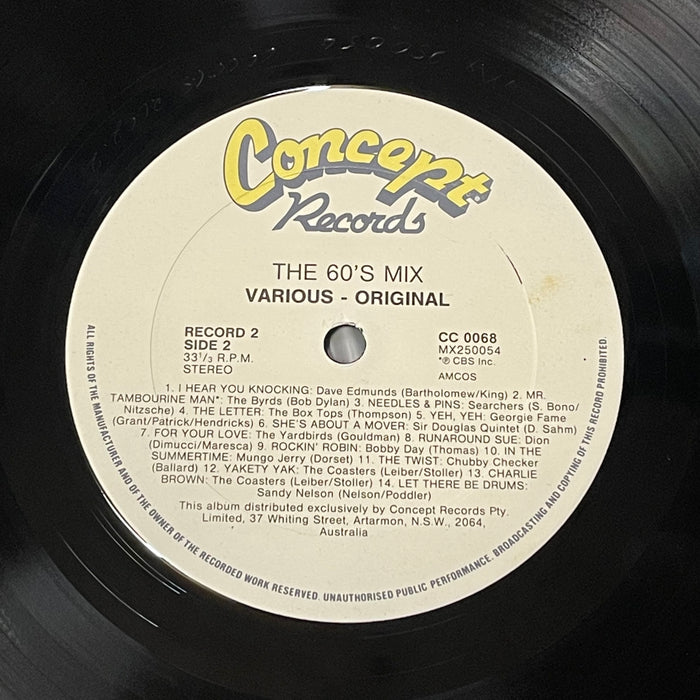 Concept
Records
THE 60'S MIX
VARIOUS - ORIGINAL
RECORD 2
SIDE 2
33⅓ R.P.M.
STEREO
CC 0068
MX250054
*℗ CBS Inc.
AMCOS
1. I HEAR YOU KNOCKING: Dave Edmunds (Bartholomew/King) 2. MR.
TAMBOURINE MAN*: The Byrds (Bob Dylan) 3. NEEDLES & PINS: Searchers (S. Bono/
Nitzsche) 4. THE LETTER: The Box Tops (Thompson) 5. YEH, YEH: Georgie Fame
(Grant/Patrick/Hendricks) 6. SHE'S ABOUT A MOVER: Sir Douglas Quintet (D. Sahm)
7. FOR YOUR LOVE: The Yardbirds (Gouldman) 8. RUNAROUND SUE: Dion
(Dimucci/Maresca) 9. ROCKIN' ROBIN: Bobby Day (Thomas) 10. IN THE
SUMMERTIME: Mungo Jerry (Dorset) 11. THE TWIST: Chubby Checker
(Ballard) 12. YAKETY YAK: The Coasters (Leiber/Stoller) 13. CHARLIE
BROWN: The Coasters (Leiber/Stoller) 14. LET THERE BE DRUMS:
Sandy Nelson (Nelson/Poddler)
This album distributed exclusively by Concept Records Pty.
Limited, 37 Whiting Street, Artarmon, N.S.W., 2064,
Australia
ALL RIGHTS OF THE MANUFACTURER AND OF THE OWNER OF THE RECORDED WORK RESERVED. UNAUTHORISED PUBLIC PERFORMANCE, BROADCASTING AND COPYING OF THIS RECORD PROHIBITED.